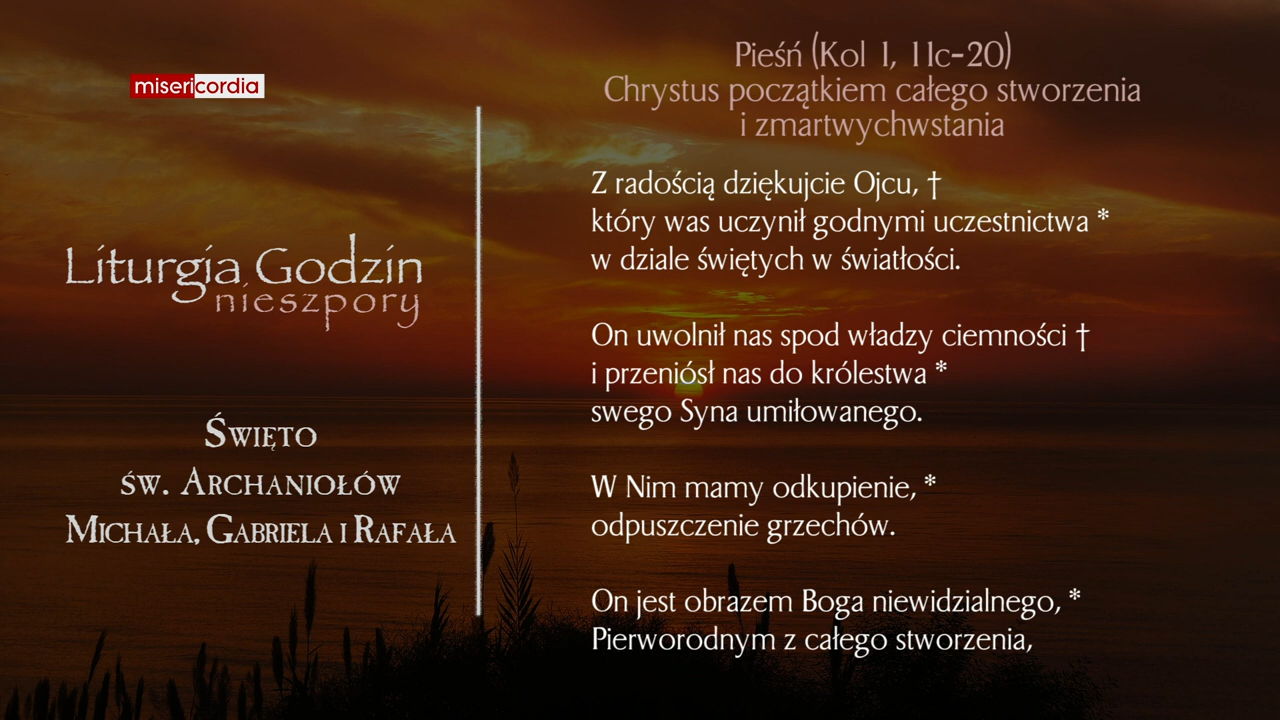 misericordia
Liturgia Godzin
nieszpory
Święto
św. Archaniołów
Michała, Gabriela i Rafała
Pieśń (Kol 1, 11c-20)
Chrystus początkiem całego stworzenia
i zmartwychwstania
Z radością dziękujcie Ojcu, †
który was uczynił godnymi uczestnictwa *
w dziale świętych w światłości.
On uwolnił nas spod władzy ciemności †
i przeniósł nas do królestwa *
swego Syna umiłowanego.
W Nim mamy odkupienie, *
odpuszczenie grzechów.
On jest obrazem Boga niewidzialnego, *
Pierworodnym z całego stworzenia,